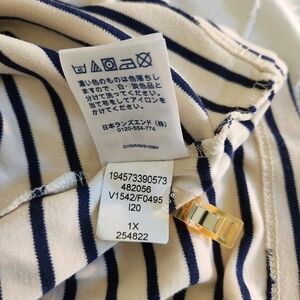 濃い色のものは色落ちし
ますので、白・淡色品と
分けて洗ってください。
当て布をしてアイロンを
かけてください。
日本ランズエンド(株)
0120-554-774
194573390573
482056
V1542/F0495
I20
1X
254822